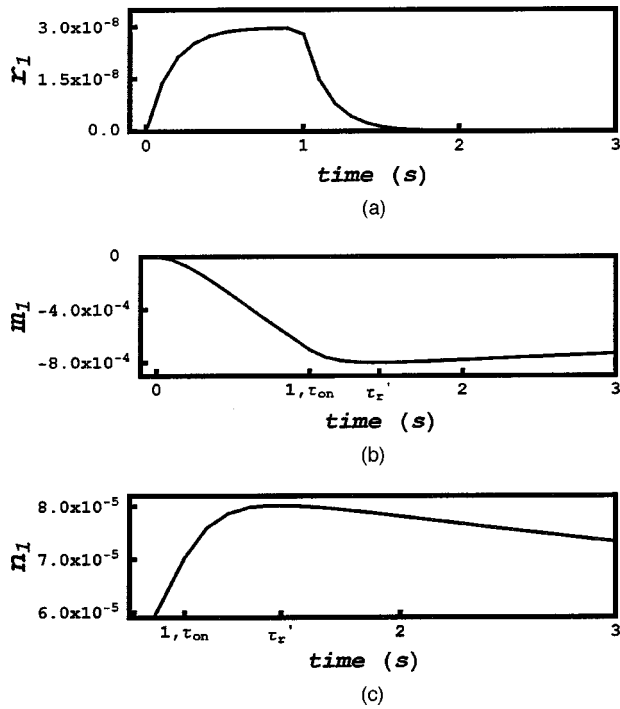 3.0x10⁻⁸
r₁
1.5x10⁻⁸
0.0
0 1 2 3
time (s)
(a)
0
m₁
-4.0x10⁻⁴
-8.0x10⁻⁴
0 1,τon τr' 2 3
time (s)
(b)
8.0x10⁻⁵
n₁
7.0x10⁻⁵
6.0x10⁻⁵
1,τon τr' 2 3
time (s)
(c)